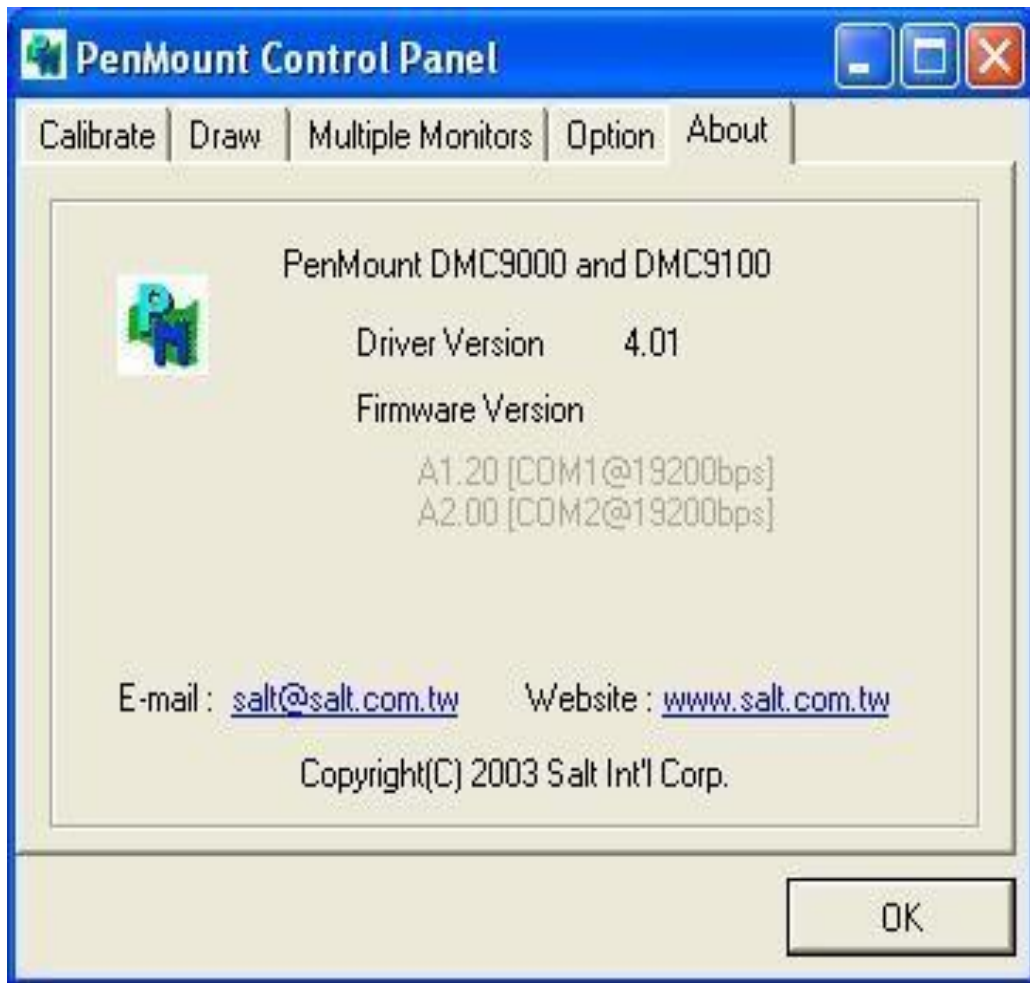 PenMount Control Panel
Calibrate Draw Multiple Monitors Option About
PM
PenMount DMC9000 and DMC9100
Driver Version 4.01
Firmware Version
A1.20 [COM1@19200bps]
A2.00 [COM2@19200bps]
E-mail : salt@salt.com.tw Website : www.salt.com.tw
Copyright(C) 2003 Salt Int'l Corp.
OK